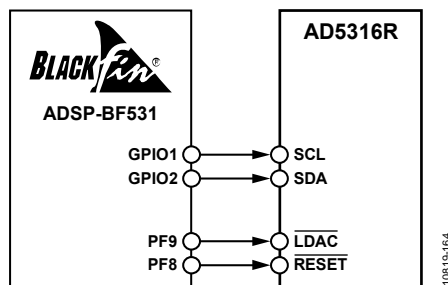 BLACKfin®
ADSP-BF531
AD5316R
GPIO1
SCL
GPIO2
SDA
PF9
LDAC
PF8
RESET
10819-164